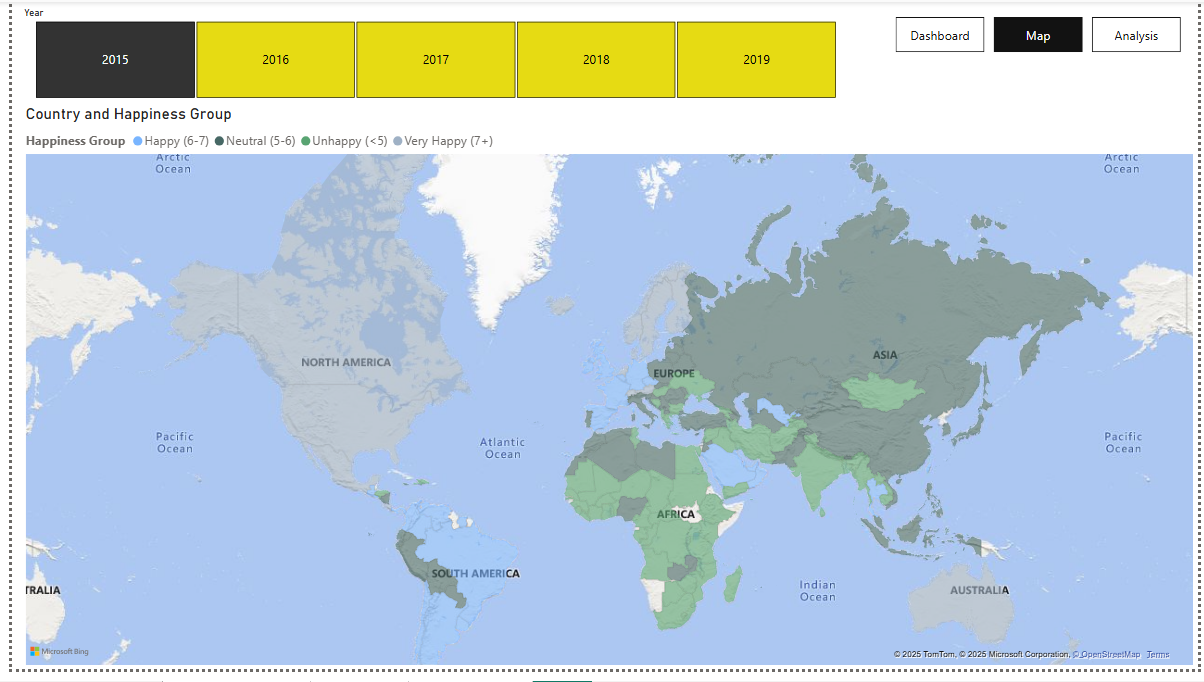 Year
2015 2016 2017 2018 2019
Dashboard Map Analysis
Country and Happiness Group
Happiness Group Happy (6-7) Neutral (5-6) Unhappy (<5) Very Happy (7+)
Arctic
Ocean
Arctic
Ocean
NORTH AMERICA
EUROPE
ASIA
Pacific
Ocean
Atlantic
Ocean
Pacific
Ocean
AFRICA
SOUTH AMERICA
Indian
Ocean
TRALIA
AUSTRALIA
Microsoft Bing
© 2025 TomTom, © 2025 Microsoft Corporation, © OpenStreetMap Terms